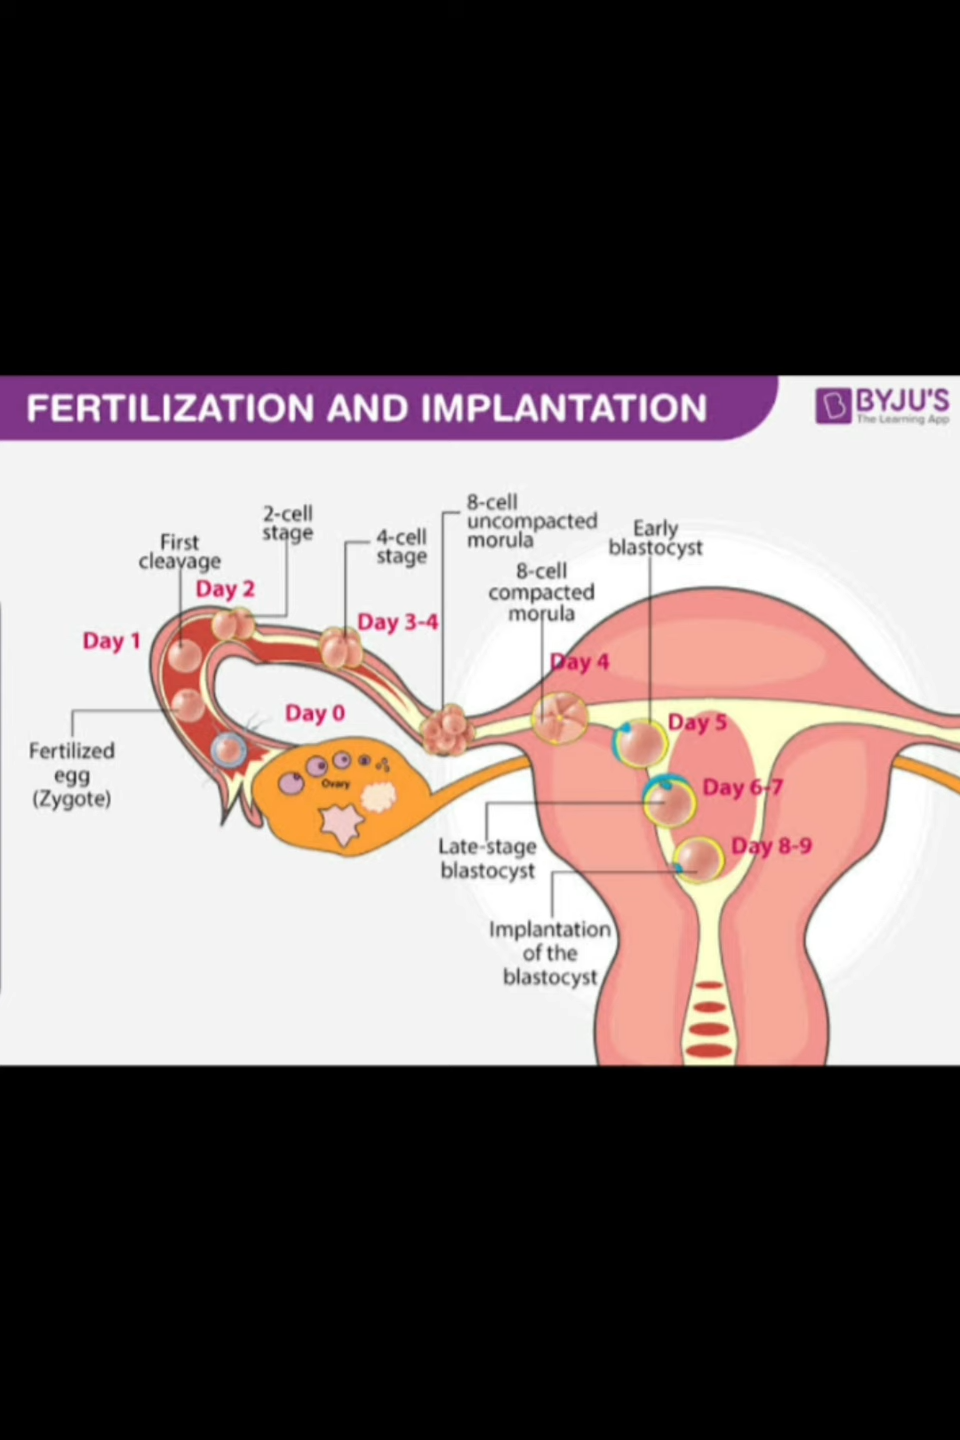 FERTILIZATION AND IMPLANTATION
BYJU'S
The Learning App
8-cell
uncompacted
morula
2-cell
stage
4-cell
stage
Early
blastocyst
First
cleavage
8-cell
compacted
morula
Day 2
Day 3-4
Day 1
Day 4
Day 0
Day 5
Fertilized
egg
(Zygote)
Ovary
Day 6-7
Late-stage
blastocyst
Day 8-9
Implantation
of the
blastocyst